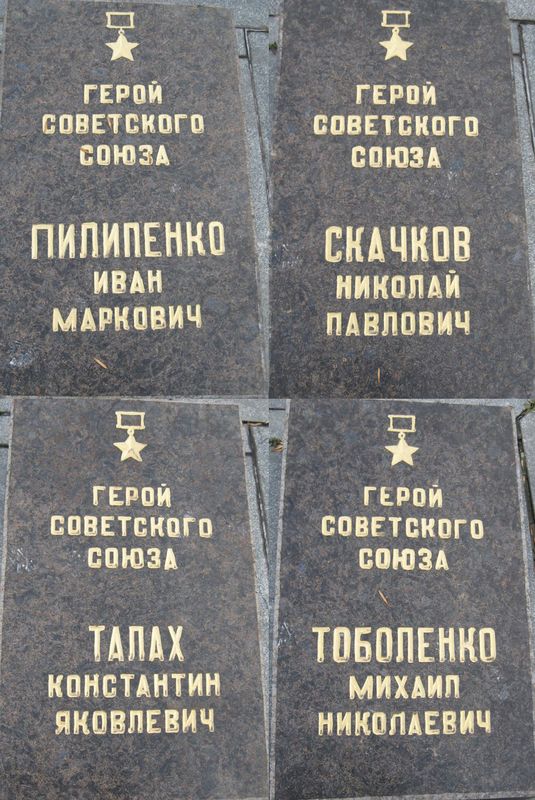 ГЕРОЙ
СОВЕТСКОГО
СОЮЗА
ПИЛИПЕНКО
ИВАН
МАРКОВИЧ
ГЕРОЙ
СОВЕТСКОГО
СОЮЗА
СКАЧКОВ
НИКОЛАЙ
ПАВЛОВИЧ
ГЕРОЙ
СОВЕТСКОГО
СОЮЗА
ТАЛАХ
КОНСТАНТИН
ЯКОВЛЕВИЧ
ГЕРОЙ
СОВЕТСКОГО
СОЮЗА
ТОБОЛЕНКО
МИХАИЛ
НИКОЛАЕВИЧ